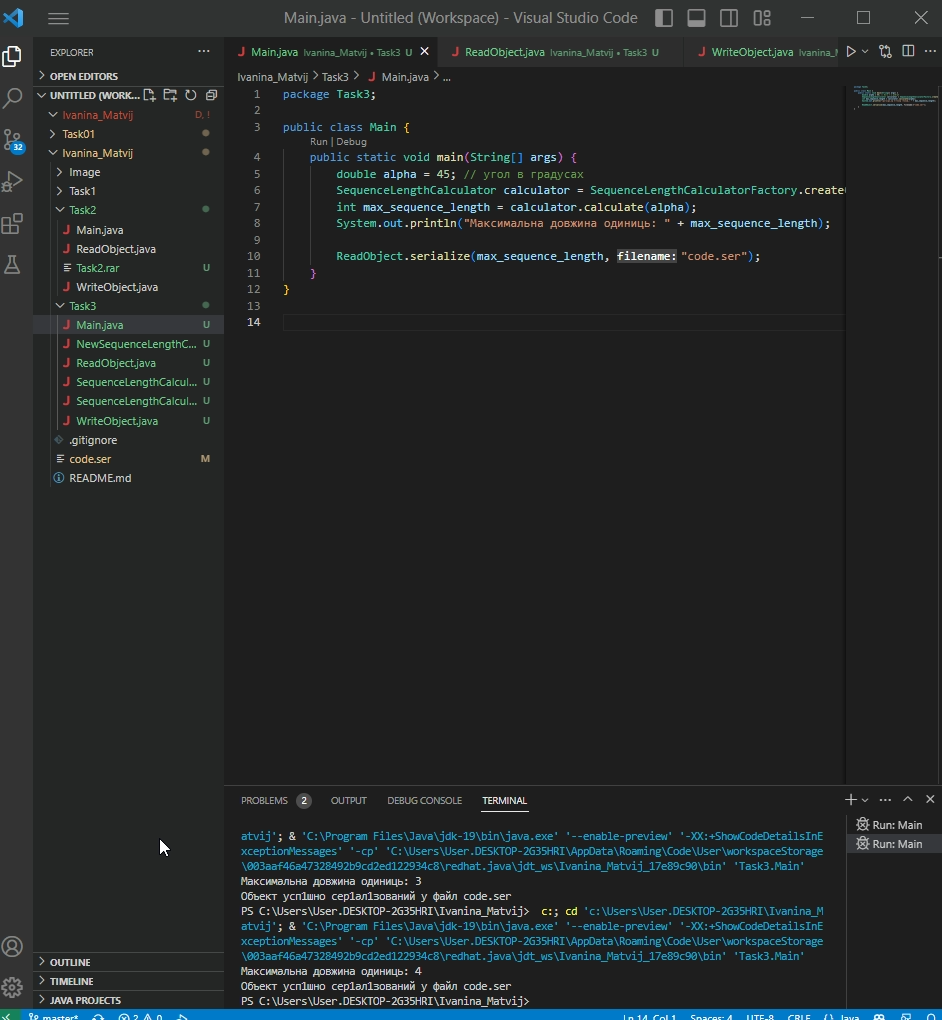 Main.java - Untitled (Workspace) - Visual Studio Code
EXPLORER
OPEN EDITORS
UNTITLED (WORK...
Ivanina_Matvij D, !
Task01
Ivanina_Matvij
Image
Task1
Task2
Main.java
ReadObject.java
Task2.rar U
WriteObject.java
Task3
Main.java U
NewSequenceLengthC... U
ReadObject.java U
SequenceLengthCalcul... U
SequenceLengthCalcul... U
WriteObject.java U
.gitignore
code.ser M
README.md
OUTLINE
TIMELINE
JAVA PROJECTS
32
Main.java Ivanina_Matvij • Task3 U
ReadObject.java Ivanina_Matvij • Task3 U
WriteObject.java Ivanina_M
Ivanina_Matvij > Task3 > Main.java > ...
1 package Task3;
2
3 public class Main {
Run | Debug
4 public static void main(String[] args) {
5 double alpha = 45; // угол в градусах
6 SequenceLengthCalculator calculator = SequenceLengthCalculatorFactory.create
7 int max_sequence_length = calculator.calculate(alpha);
8 System.out.println("Максимальна довжина одиниць: " + max_sequence_length);
9
10 ReadObject.serialize(max_sequence_length, filename: "code.ser");
11 }
12 }
13
14
PROBLEMS 2 OUTPUT DEBUG CONSOLE TERMINAL
Run: Main
Run: Main
atvij'; & 'C:\Program Files\Java\jdk-19\bin\java.exe' '--enable-preview' '-XX:+ShowCodeDetailsInE
xceptionMessages' '-cp' 'C:\Users\User.DESKTOP-2G35HRI\AppData\Roaming\Code\User\workspaceStorage
\003aaf46a47328492b9cd2ed122934c8\redhat.java\jdt_ws\Ivanina_Matvij_17e89c90\bin' 'Task3.Main'
Максимальна довжина одиниць: 3
Объект усп1шно сер1ал1зований у файл code.ser
PS C:\Users\User.DESKTOP-2G35HRI\Ivanina_Matvij> c:; cd 'c:\Users\User.DESKTOP-2G35HRI\Ivanina_M
atvij'; & 'C:\Program Files\Java\jdk-19\bin\java.exe' '--enable-preview' '-XX:+ShowCodeDetailsInE
xceptionMessages' '-cp' 'C:\Users\User.DESKTOP-2G35HRI\AppData\Roaming\Code\User\workspaceStorage
\003aaf46a47328492b9cd2ed122934c8\redhat.java\jdt_ws\Ivanina_Matvij_17e89c90\bin' 'Task3.Main'
Максимальна довжина одиниць: 4
Объект усп1шно сер1ал1зований у файл code.ser
PS C:\Users\User.DESKTOP-2G35HRI\Ivanina_Matvij>
master* 2 0 Ln 14, Col 1 Spaces: 4 UTF-8 CRLF {} Java